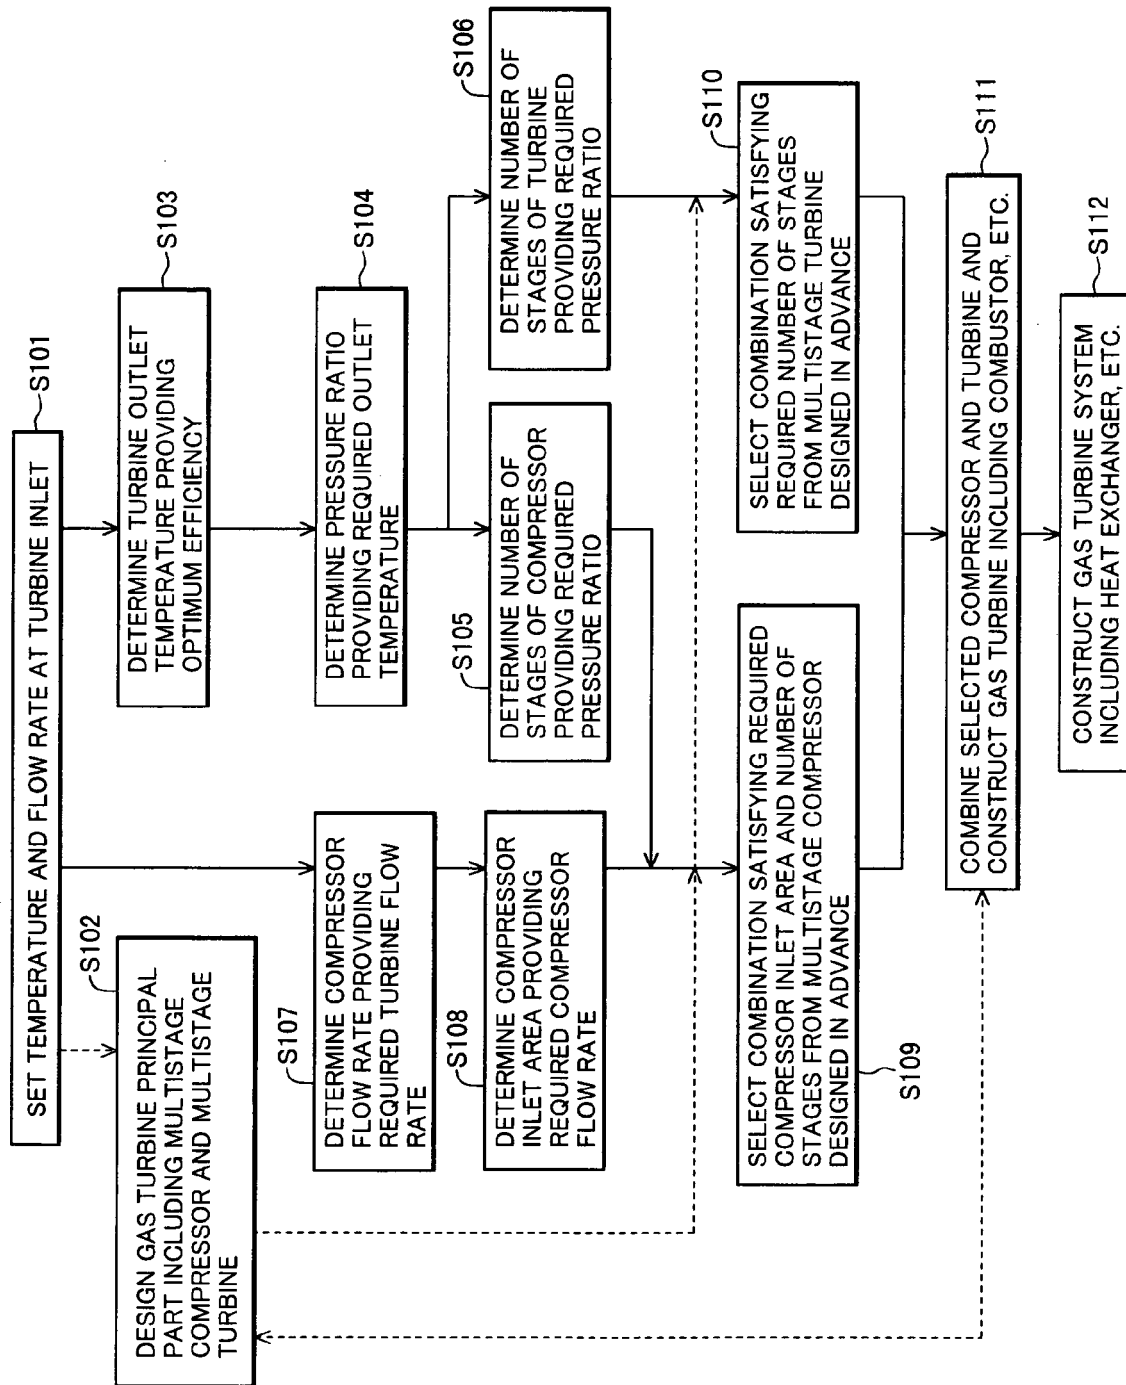 S101
SET TEMPERATURE AND FLOW RATE AT TURBINE INLET
S102
DESIGN GAS TURBINE PRINCIPAL
PART INCLUDING MULTISTAGE
COMPRESSOR AND MULTISTAGE
TURBINE
S103
DETERMINE TURBINE OUTLET
TEMPERATURE PROVIDING
OPTIMUM EFFICIENCY
S104
DETERMINE PRESSURE RATIO
PROVIDING REQUIRED OUTLET
TEMPERATURE
S105
DETERMINE NUMBER OF
STAGES OF COMPRESSOR
PROVIDING REQUIRED
PRESSURE RATIO
S106
DETERMINE NUMBER OF
STAGES OF TURBINE
PROVIDING REQUIRED
PRESSURE RATIO
S107
DETERMINE COMPRESSOR
FLOW RATE PROVIDING
REQUIRED TURBINE FLOW
RATE
S108
DETERMINE COMPRESSOR
INLET AREA PROVIDING
REQUIRED COMPRESSOR
FLOW RATE
SELECT COMBINATION SATISFYING REQUIRED
COMPRESSOR INLET AREA AND NUMBER OF
STAGES FROM MULTISTAGE COMPRESSOR
DESIGNED IN ADVANCE
S109
S110
SELECT COMBINATION SATISFYING
REQUIRED NUMBER OF STAGES
FROM MULTISTAGE TURBINE
DESIGNED IN ADVANCE
S111
COMBINE SELECTED COMPRESSOR AND TURBINE AND
CONSTRUCT GAS TURBINE INCLUDING COMBUSTOR, ETC.
S112
CONSTRUCT GAS TURBINE SYSTEM
INCLUDING HEAT EXCHANGER, ETC.